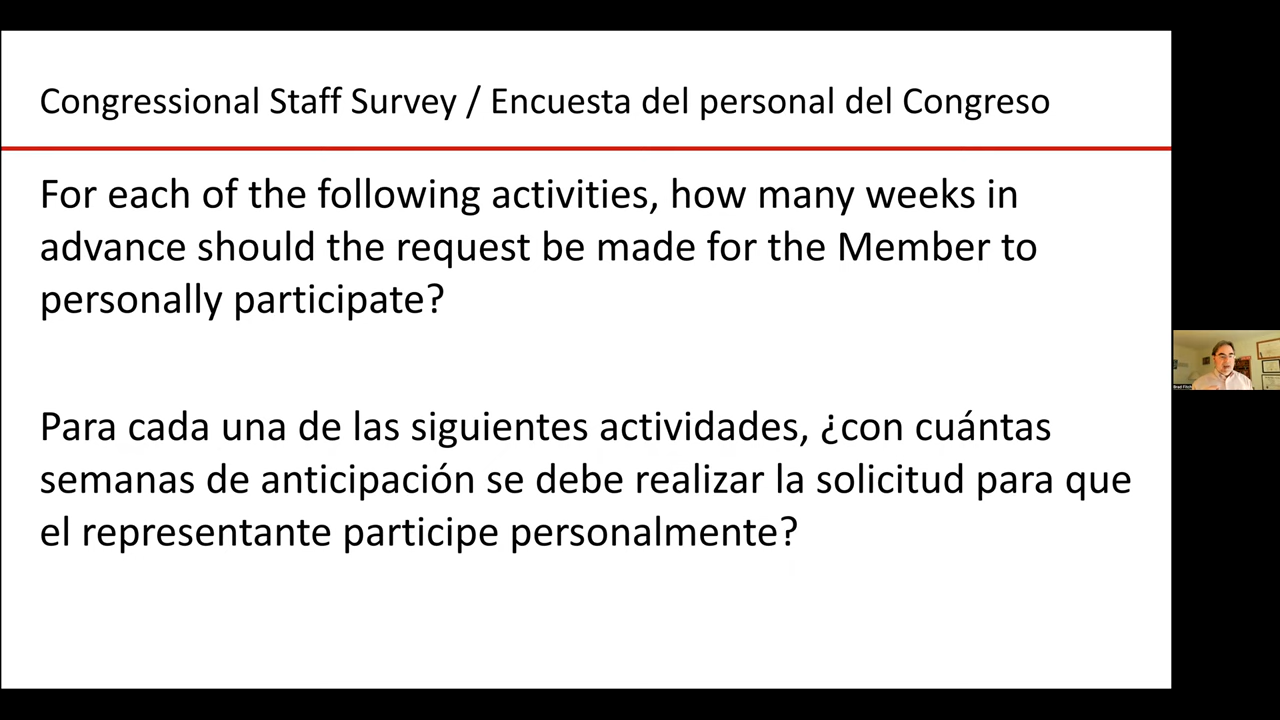 Congressional Staff Survey / Encuesta del personal del Congreso
For each of the following activities, how many weeks in
advance should the request be made for the Member to
personally participate?
Para cada una de las siguientes actividades, ¿con cuántas
semanas de anticipación se debe realizar la solicitud para que
el representante participe personalmente?
Brad Fitch